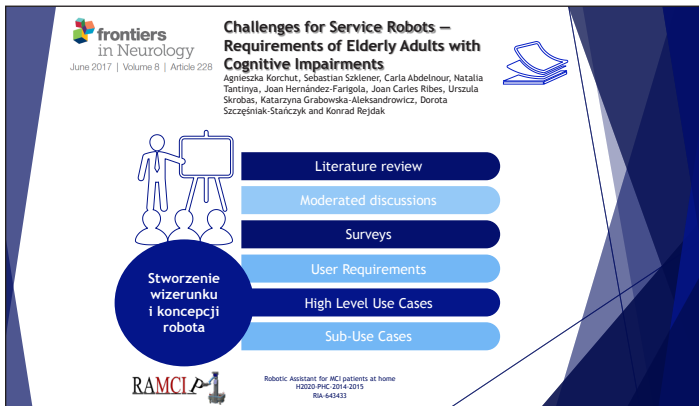 frontiers
in Neurology
June 2017 | Volume 8 | Article 228
Challenges for Service Robots —
Requirements of Elderly Adults with
Cognitive Impairments
Agnieszka Korchut, Sebastian Szklener, Carla Abdelnour, Natalia
Tantinya, Joan Hernández-Farigola, Joan Carles Ribes, Urszula
Skrobas, Katarzyna Grabowska-Aleksandrowicz, Dorota
Szczęśniak-Stańczyk and Konrad Rejdak
Literature review
Moderated discussions
Surveys
User Requirements
High Level Use Cases
Sub-Use Cases
Stworzenie
wizerunku
i koncepcji
robota
RAMCIP
Robotic Assistant for MCI patients at home
H2020-PHC-2014-2015
RIA-643433